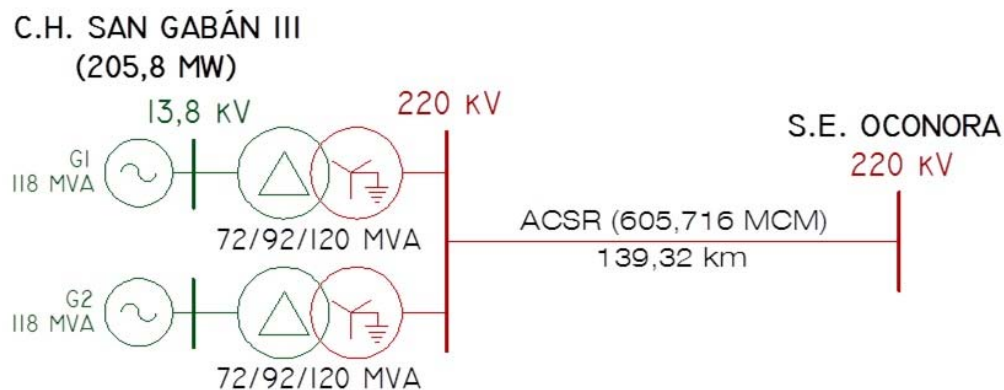 C.H. SAN GABÁN III
(205,8 MW)
13,8 KV
220 KV
S.E. OCONORA
220 KV
G1
118 MVA
72/92/120 MVA
ACSR (605,716 MCM)
139,32 km
G2
118 MVA
72/92/120 MVA